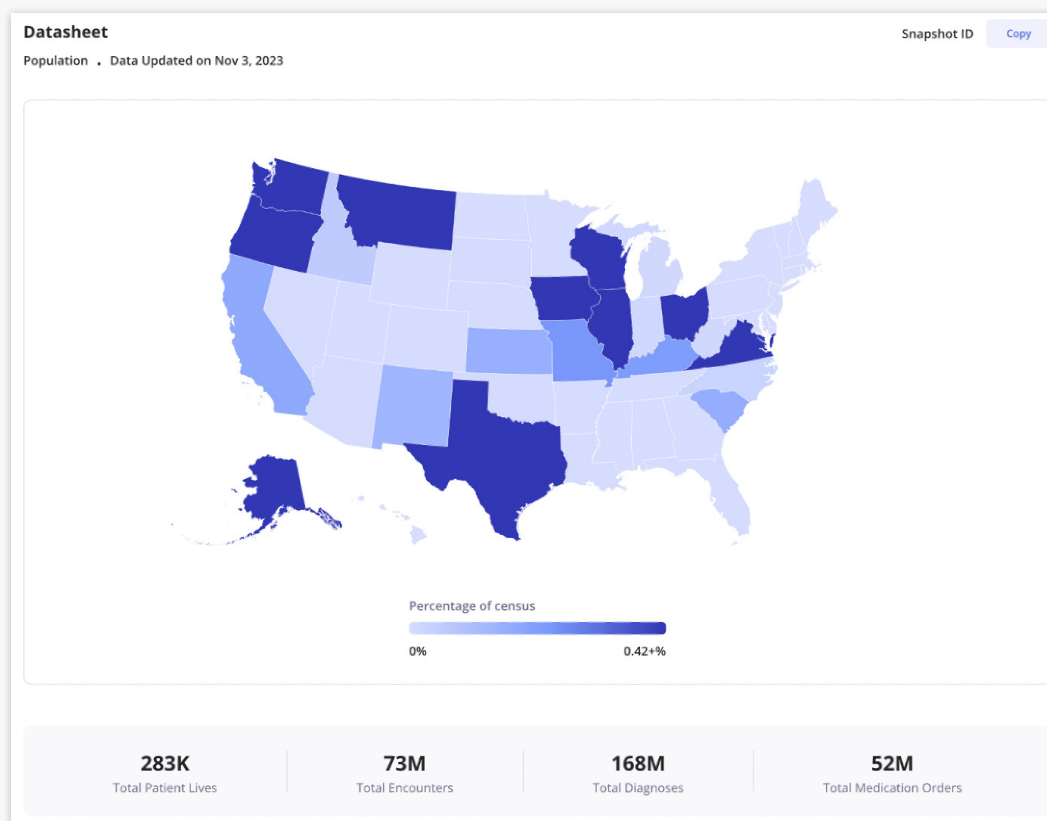 Datasheet
Snapshot ID
Copy
Population . Data Updated on Nov 3, 2023
Percentage of census
0%
0.42+%
283K
73M
168M
52M
Total Patient Lives
Total Encounters
Total Diagnoses
Total Medication Orders